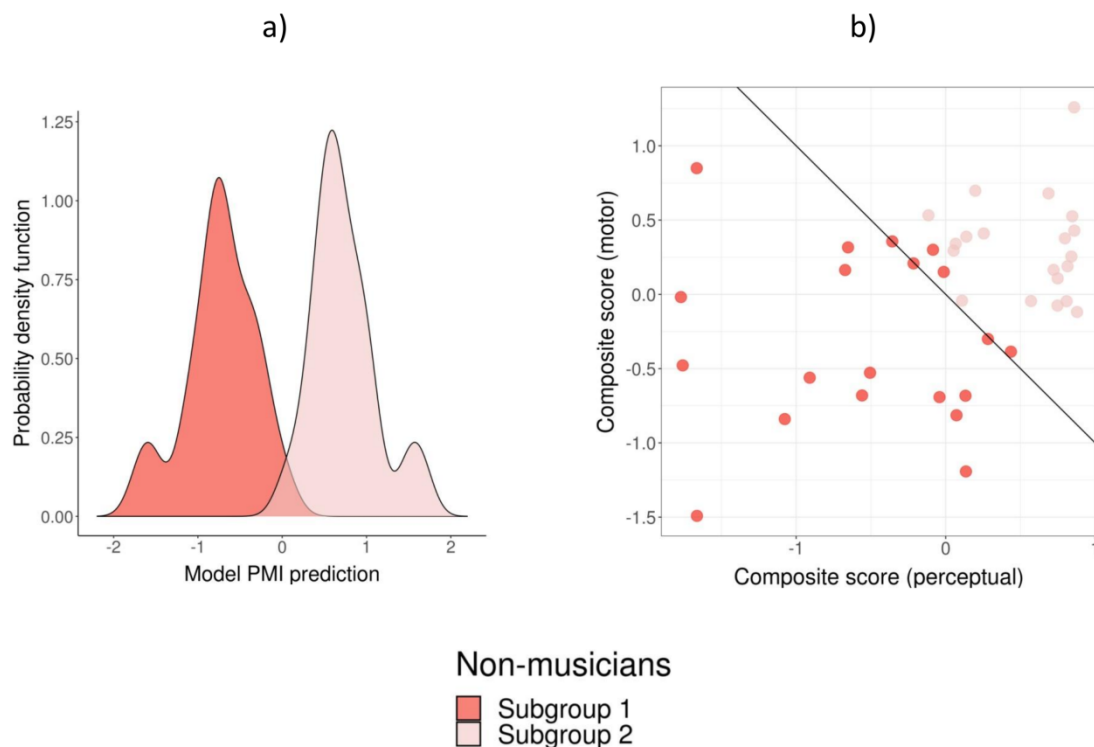 a)
b)
1.25
1.00
0.75
0.50
0.25
0.00
Probability density function
-2 -1 0 1 2
Model PMI prediction
1.0
0.5
0.0
-0.5
-1.0
-1.5
Composite score (motor)
-1 0 1
Composite score (perceptual)
Non-musicians
Subgroup 1
Subgroup 2